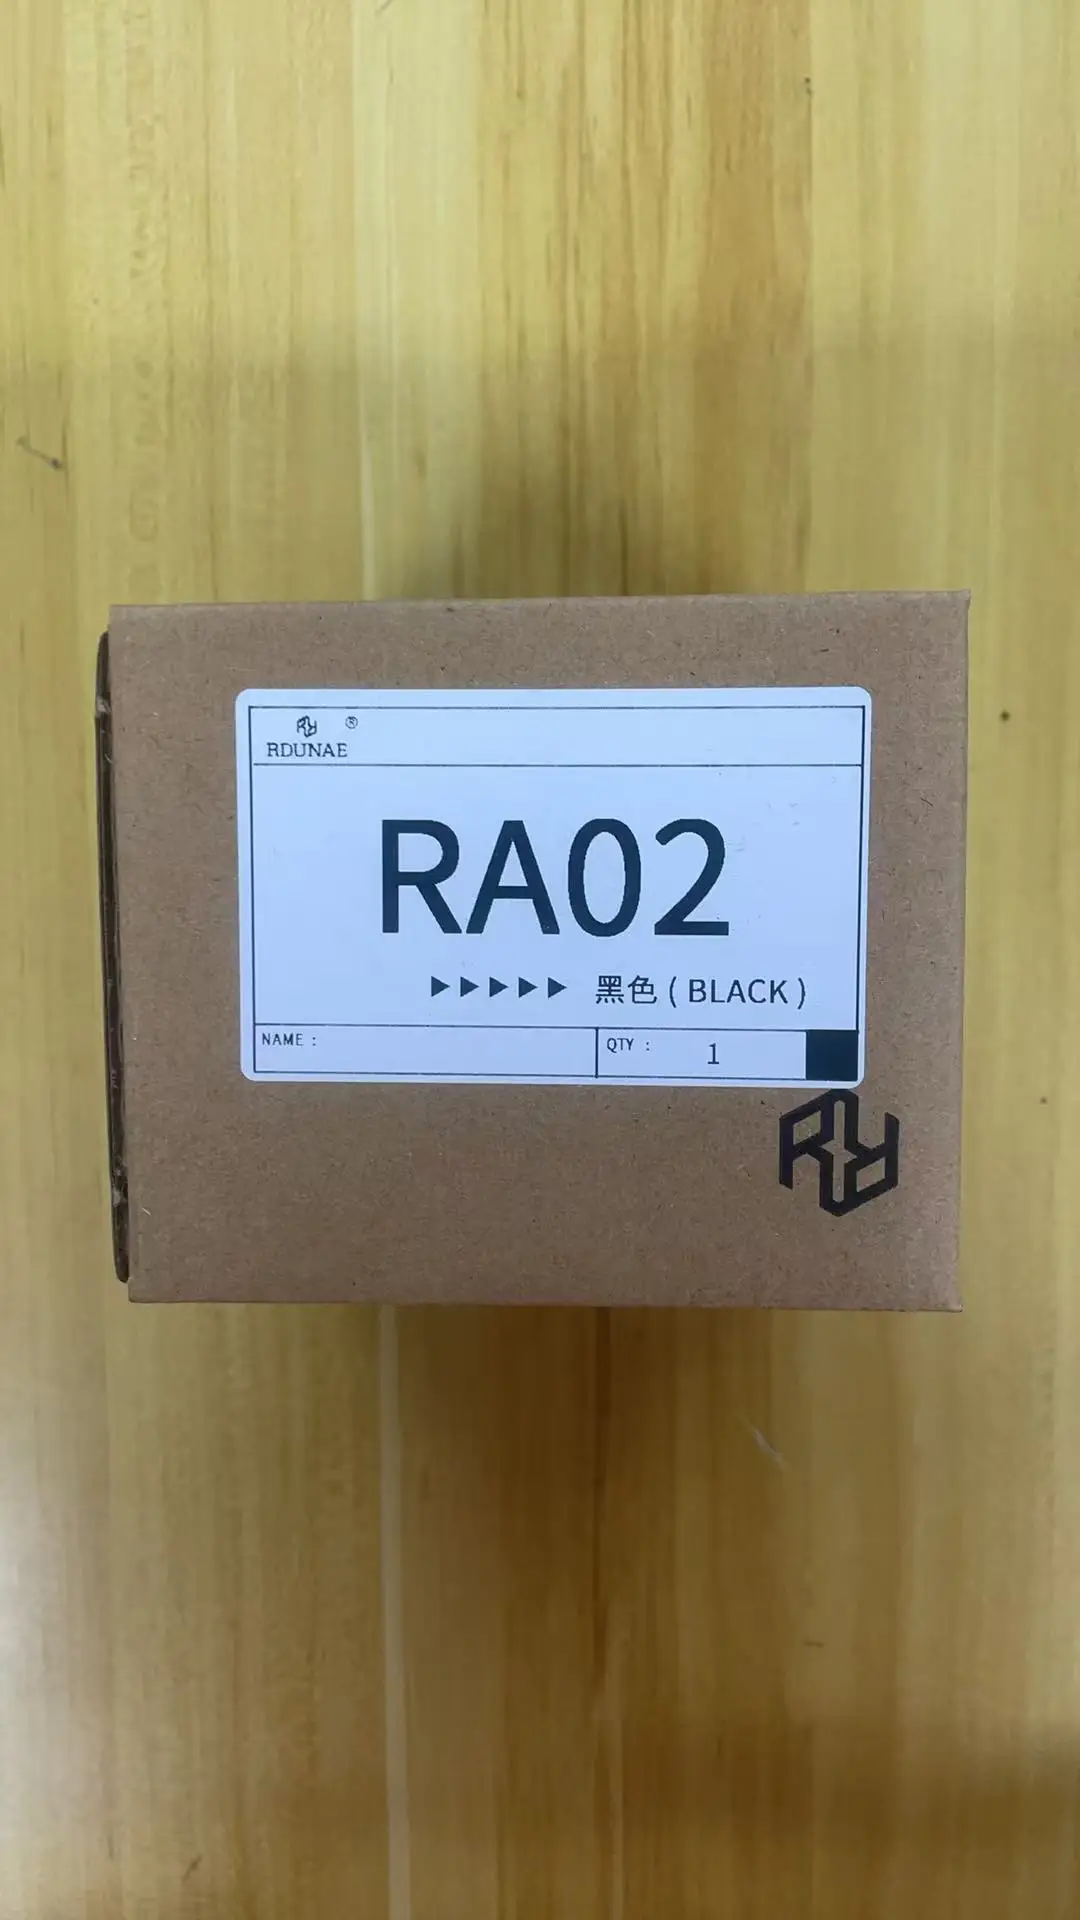 ®
RDUNAE
RA02
▶▶▶▶▶ 黑色 ( BLACK )
NAME :
QTY : 1